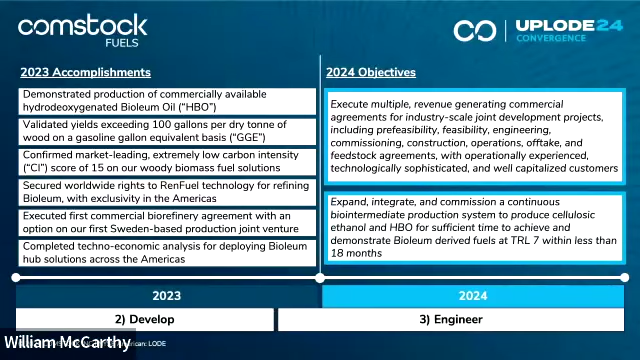 comstock
FUELS
UPLODE24
CONVERGENCE
2023 Accomplishments
Demonstrated production of commercially available
hydrodeoxygenated Bioleum Oil ("HBO")
Validated yields exceeding 100 gallons per dry tonne of
wood on a gasoline gallon equivalent basis ("GGE")
Confirmed market-leading, extremely low carbon intensity
("CI") score of 15 on our woody biomass fuel solutions
Secured worldwide rights to RenFuel technology for refining
Bioleum, with exclusivity in the Americas
Executed first commercial biorefinery agreement with an
option on our first Sweden-based production joint venture
Completed techno-economic analysis for deploying Bioleum
hub solutions across the Americas
2024 Objectives
Execute multiple, revenue generating commercial
agreements for industry-scale joint development projects,
including prefeasibility, feasibility, engineering,
commissioning, construction, operations, offtake, and
feedstock agreements, with operationally experienced,
technologically sophisticated, and well capitalized customers
Expand, integrate, and commission a continuous
biointermediate production system to produce cellulosic
ethanol and HBO for sufficient time to achieve and
demonstrate Bioleum derived fuels at TRL 7 within less than
18 months
2023
2024
2) Develop
3) Engineer
William McCarthy
LODE